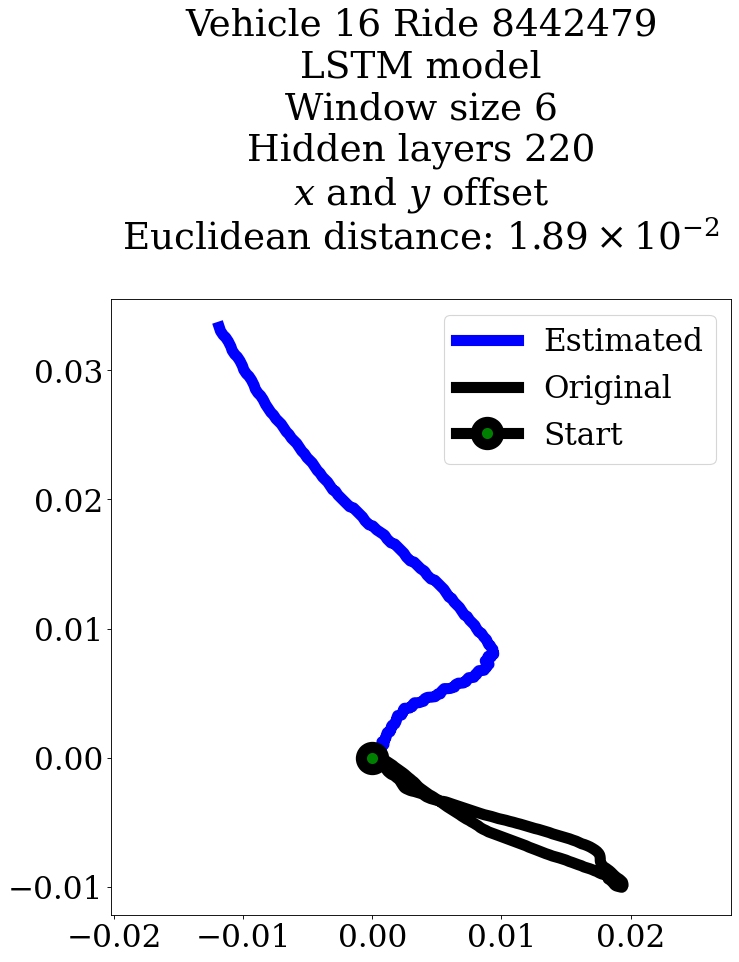 Vehicle 16 Ride 8442479
LSTM model
Window size 6
Hidden layers 220
x and y offset
Euclidean distance: 1.89 × 10⁻²
Estimated
Original
Start
0.03
0.02
0.01
0.00
−0.01
−0.02 −0.01 0.00 0.01 0.02